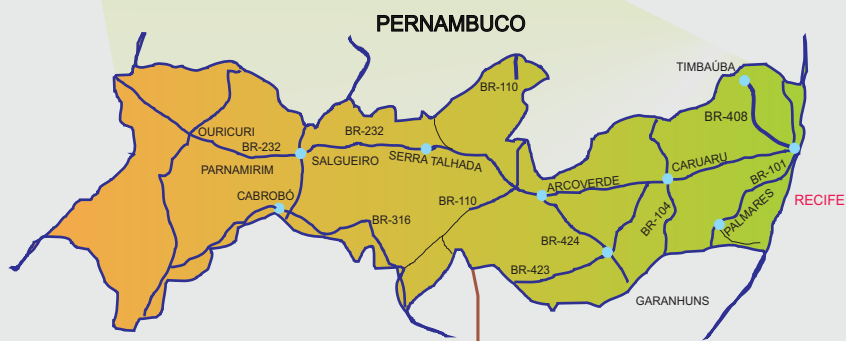 PERNAMBUCO
TIMBAÚBA
BR-110
BR-408
OURICURI
BR-232
BR-232
SALGUEIRO
SERRA TALHADA
PARNAMIRIM
CARUARU
BR-101
ARCOVERDE
CABROBÓ
BR-110
RECIFE
PALMARES
BR-104
BR-316
BR-424
BR-423
GARANHUNS